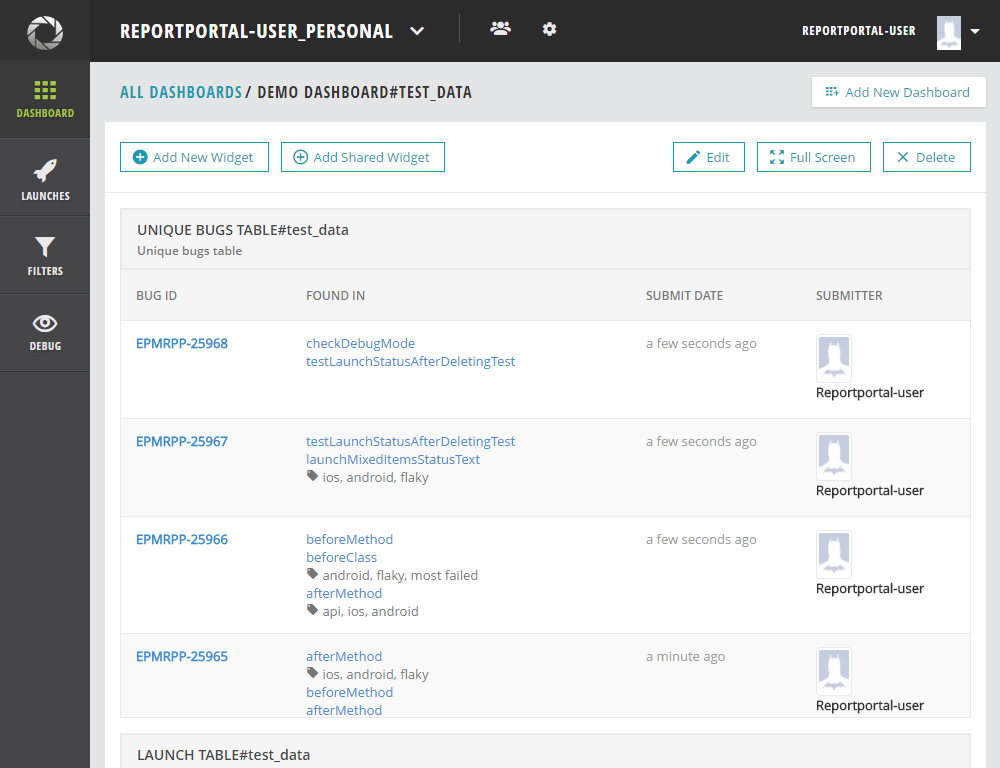 REPORTPORTAL-USER_PERSONAL
REPORTPORTAL-USER
DASHBOARD
LAUNCHES
FILTERS
DEBUG
ALL DASHBOARDS / DEMO DASHBOARD#TEST_DATA
Add New Dashboard
Add New Widget
Add Shared Widget
Edit
Full Screen
Delete
UNIQUE BUGS TABLE#test_data
Unique bugs table
BUG ID FOUND IN SUBMIT DATE SUBMITTER
EPMRPP-25968 checkDebugMode a few seconds ago
testLaunchStatusAfterDeletingTest
Reportportal-user
EPMRPP-25967 testLaunchStatusAfterDeletingTest a few seconds ago
launchMixedItemsStatusText
ios, android, flaky
Reportportal-user
EPMRPP-25966 beforeMethod a few seconds ago
beforeClass
android, flaky, most failed
Reportportal-user
afterMethod
api, ios, android
EPMRPP-25965 afterMethod a minute ago
ios, android, flaky
beforeMethod
Reportportal-user
afterMethod
LAUNCH TABLE#test_data